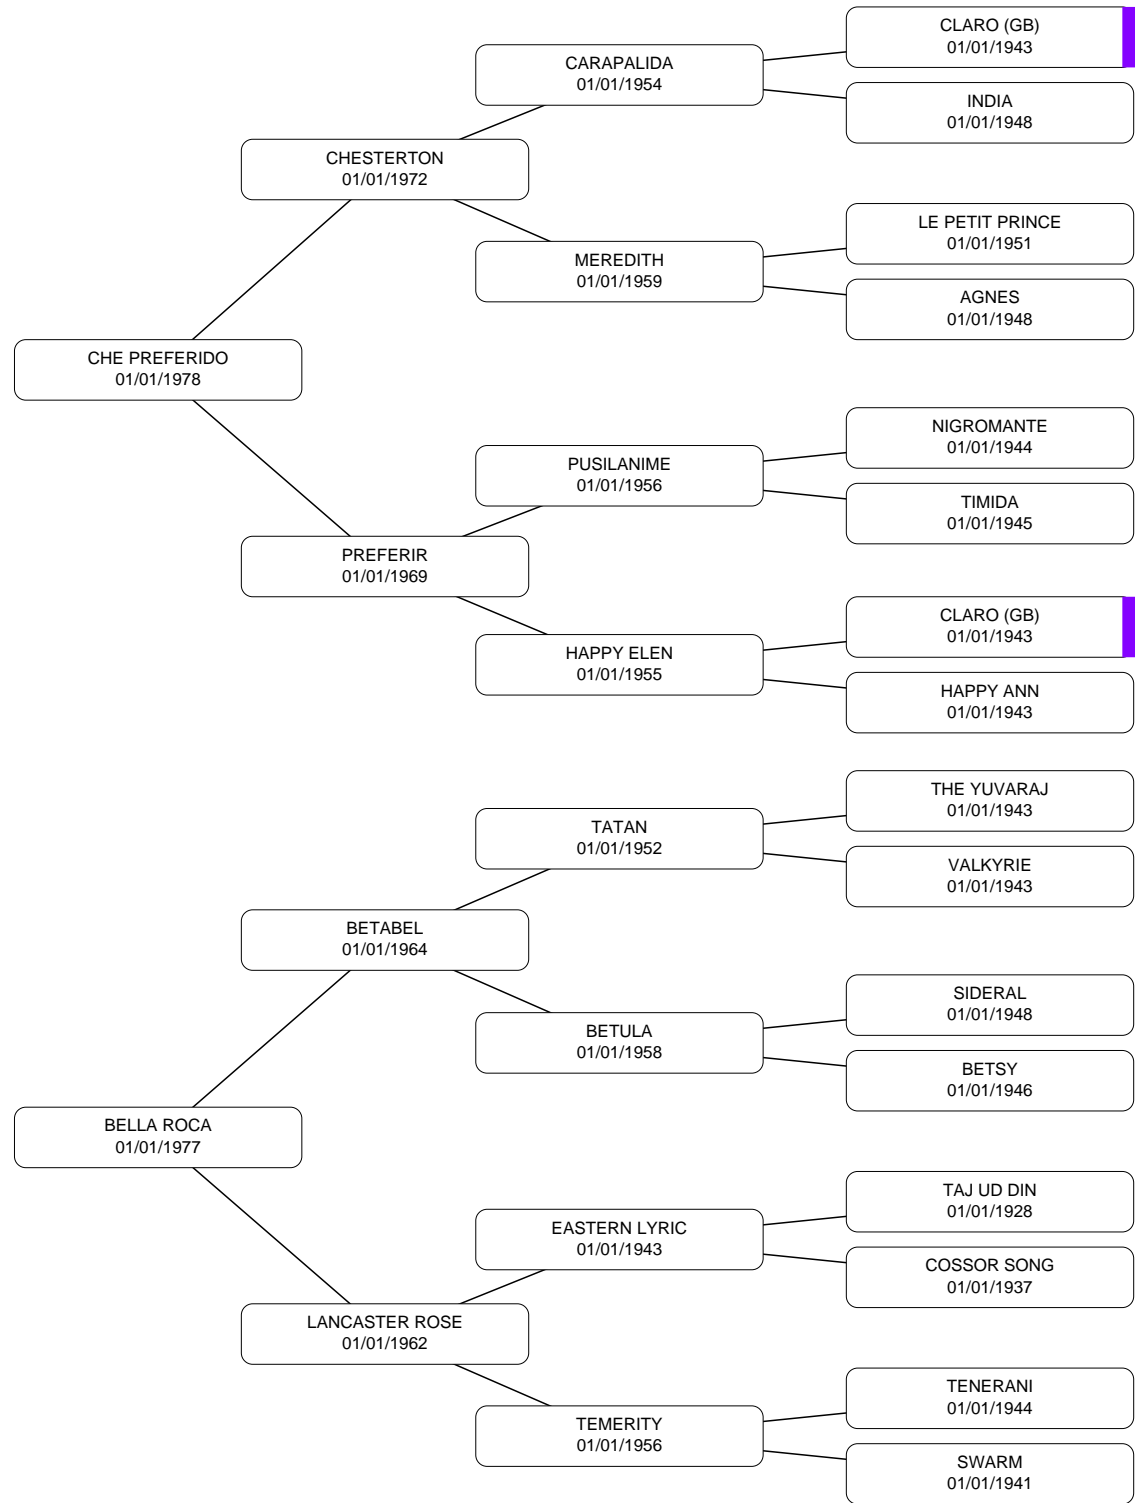 CLARO (GB)
01/01/1943
CARAPALIDA
01/01/1954
INDIA
01/01/1948
CHESTERTON
01/01/1972
LE PETIT PRINCE
01/01/1951
MEREDITH
01/01/1959
AGNES
01/01/1948
CHE PREFERIDO
01/01/1978
NIGROMANTE
01/01/1944
PUSILANIME
01/01/1956
TIMIDA
01/01/1945
PREFERIR
01/01/1969
CLARO (GB)
01/01/1943
HAPPY ELEN
01/01/1955
HAPPY ANN
01/01/1943
THE YUVARAJ
01/01/1943
TATAN
01/01/1952
VALKYRIE
01/01/1943
BETABEL
01/01/1964
SIDERAL
01/01/1948
BETULA
01/01/1958
BETSY
01/01/1946
BELLA ROCA
01/01/1977
TAJ UD DIN
01/01/1928
EASTERN LYRIC
01/01/1943
COSSOR SONG
01/01/1937
LANCASTER ROSE
01/01/1962
TENERANI
01/01/1944
TEMERITY
01/01/1956
SWARM
01/01/1941